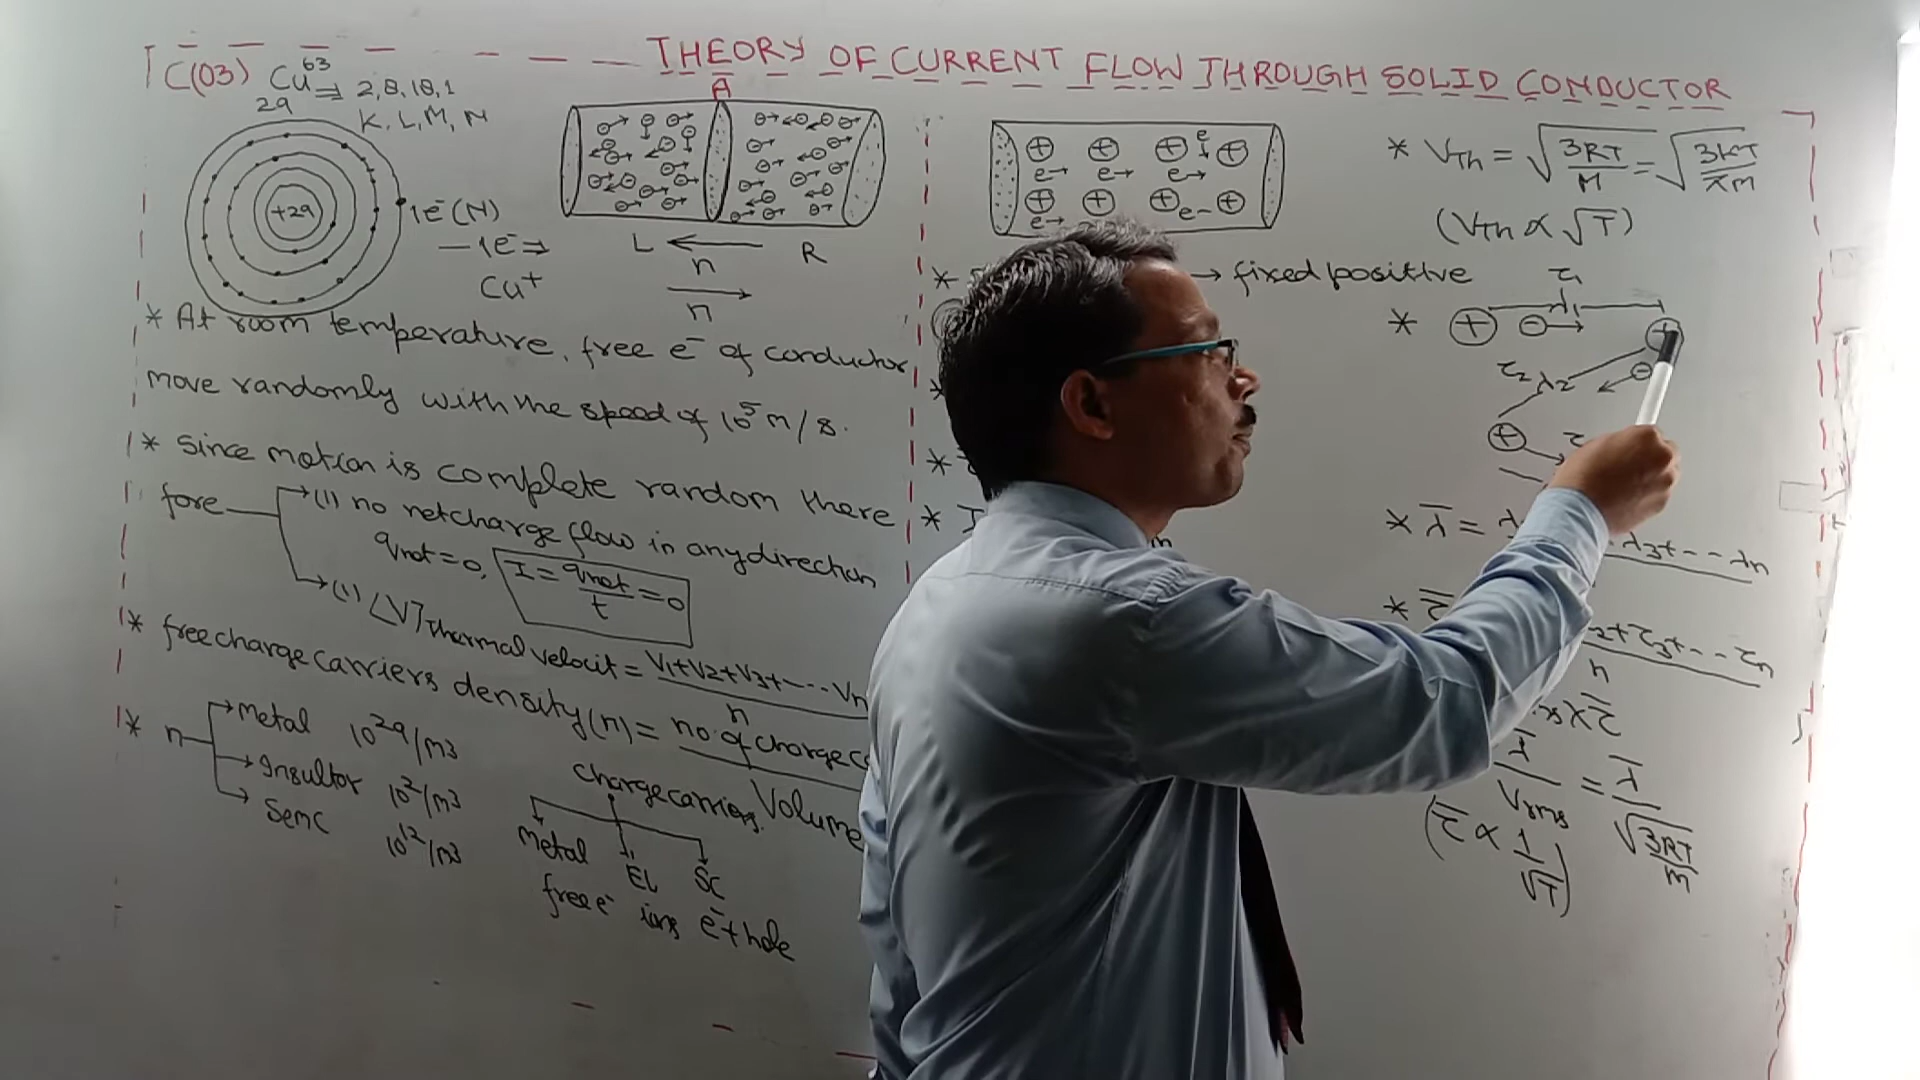 THEORY OF CURRENT FLOW THROUGH SOLID CONDUCTOR
C(03) Cu⁶³ ⇒ 2,8,18,1
29
K, L, M, N
+29
1e⁻(N)
−1e⁻⇒
Cu⁺
A
L ← R
n
→
n
* At room temperature, free e⁻ of conductor
move randomly with the speed of 10⁵ m/s.
* Since motion is complete random there
fore → (1) no net charge flow in any direction
qnet=0, I = qnet/t = 0
→ (1) <V> Thermal velocit = V1+V2+V3+---Vn
n
* free charge carriers density (n) = no. of charge
Volume
* n → Metal 10²⁹/m3
→ Insultor 10²/m3
→ Semc 10¹²/m3
charge carriers
Metal EL SC
free e⁻ ions e⁻+hole
+ + + e +
e→ e→ e→
+ + + e- +
e→
→ fixed positive
*
*
*
* VTh = √(3RT/M) = √(3KT/πM)
(VTh ∝ √T)
τ1
λ1
* + − → +
τ2 λ2 −
+ τ
* λ̄ = λ3+--- λn
* τ̄ 2+τ3+---τn
n
×τ̄
λ̄/Vrms = λ̄/√(3RT/m)
(τ̄ ∝ 1/√T)